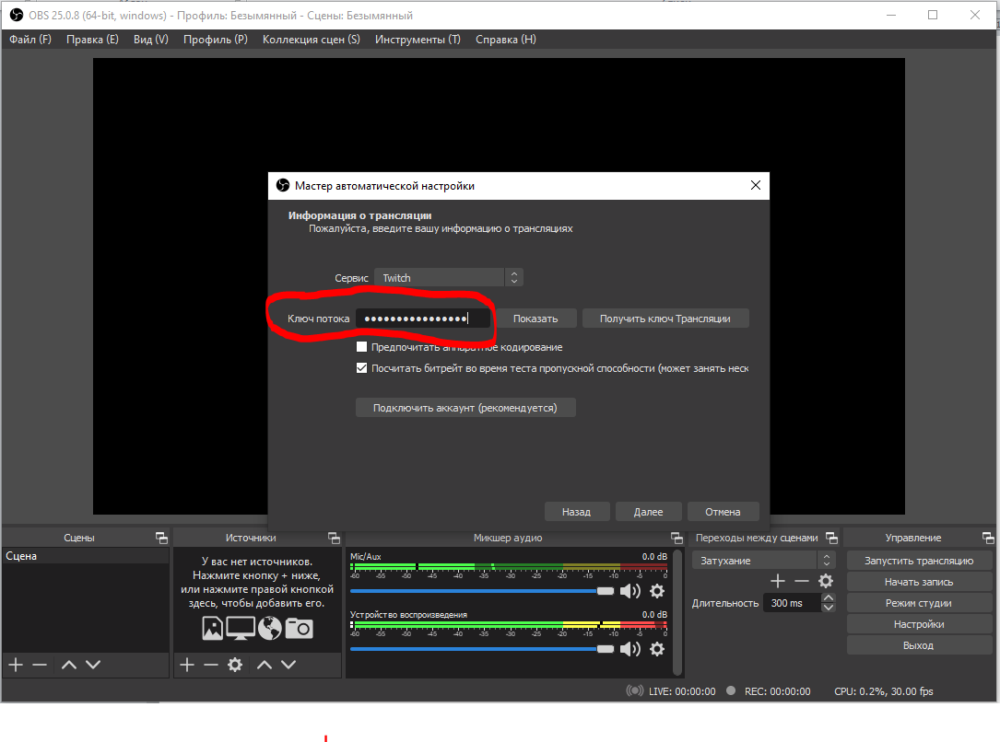 OBS 25.0.8 (64-bit, windows) - Профиль: Безымянный - Сцены: Безымянный
Файл (F) Правка (E) Вид (V) Профиль (P) Коллекция сцен (S) Инструменты (T) Справка (H)
Мастер автоматической настройки
Информация о трансляции
Пожалуйста, введите вашу информацию о трансляциях
Сервис Twitch
Ключ потока ●●●●●●●●●●●●●●●● Показать Получить ключ Трансляции
Предпочитать аппаратное кодирование
Посчитать битрейт во время теста пропускной способности (может занять неск
Подключить аккаунт (рекомендуется)
Назад Далее Отмена
Сцены Источники Микшер аудио Переходы между сценами Управление
Сцена
У вас нет источников.
Нажмите кнопку + ниже,
или нажмите правой кнопкой
здесь, чтобы добавить его.
Mic/Aux 0.0 dB
-60 -55 -50 -45 -40 -35 -30 -25 -20 -15 -10 -5 0
Устройство воспроизведения 0.0 dB
-60 -55 -50 -45 -40 -35 -30 -25 -20 -15 -10 -5 0
Затухание
Длительность 300 ms
Запустить трансляцию
Начать запись
Режим студии
Настройки
Выход
LIVE: 00:00:00 REC: 00:00:00 CPU: 0.2%, 30.00 fps